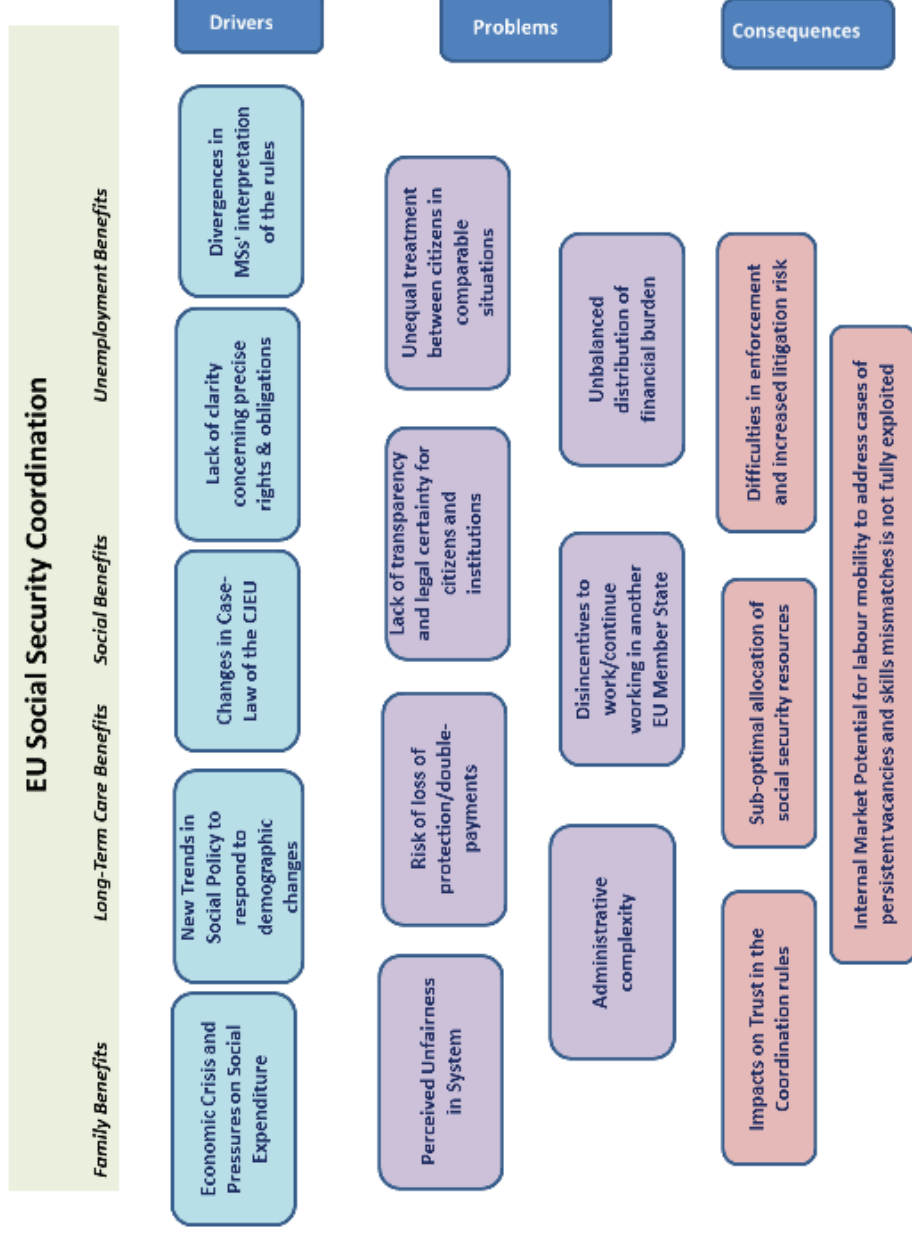 EU Social Security Coordination
Family Benefits
Long-Term Care Benefits
Social Benefits
Unemployment Benefits
Economic Crisis and
Pressures on Social
Expenditure
New Trends in
Social Policy to
respond to
demographic
changes
Changes in Case-
Law of the CJEU
Lack of clarity
concerning precise
rights & obligations
Divergences in
MSs' interpretation
of the rules
Drivers
Perceived Unfairness
in System
Risk of loss of
protection/double-
payments
Lack of transparency
and legal certainty for
citizens and
institutions
Unequal treatment
between citizens in
comparable
situations
Problems
Administrative
complexity
Disincentives to
work/continue
working in another
EU Member State
Unbalanced
distribution of
financial burden
Impacts on Trust in the
Coordination rules
Sub-optimal allocation of
social security resources
Difficulties in enforcement
and increased litigation risk
Consequences
Internal Market Potential for labour mobility to address cases of
persistent vacancies and skills mismatches is not fully exploited